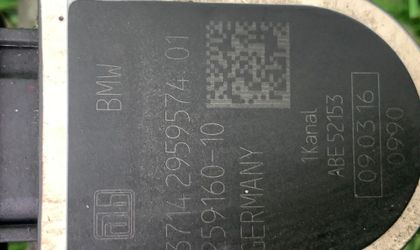 BMW
3714 2959574 01
259160-10
GERMANY
1Kanal
ABE 52153
09.03.16
0990